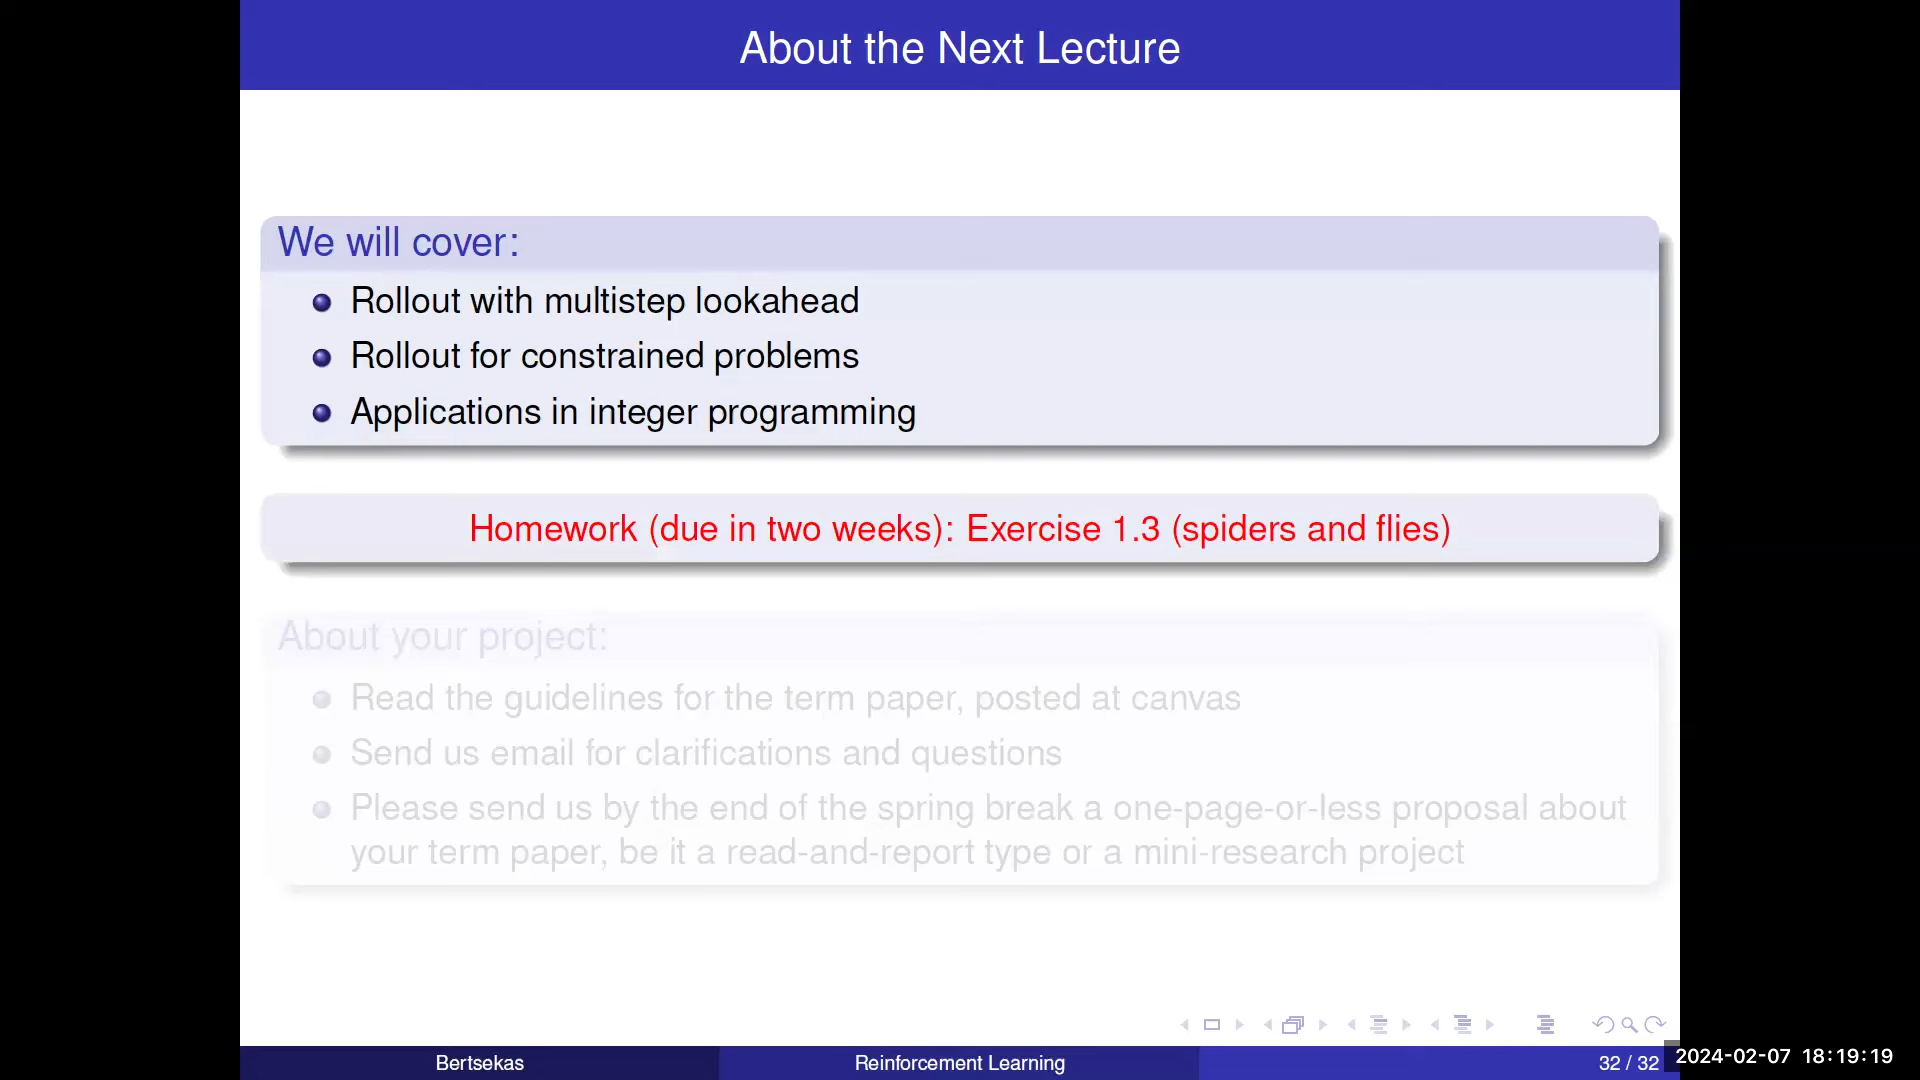 About the Next Lecture
We will cover:
Rollout with multistep lookahead
Rollout for constrained problems
Applications in integer programming
Homework (due in two weeks): Exercise 1.3 (spiders and flies)
About your project:
Read the guidelines for the term paper, posted at canvas
Send us email for clarifications and questions
Please send us by the end of the spring break a one-page-or-less proposal about
your term paper, be it a read-and-report type or a mini-research project
Bertsekas
Reinforcement Learning
32 / 32
2024-02-07 18:19:19